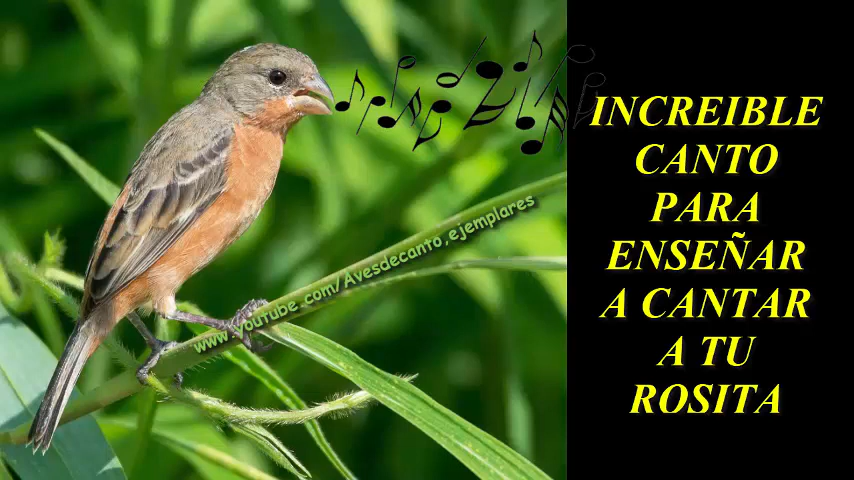 www.youtube.com/Avesdecanto,ejemplares
INCREIBLE
CANTO
PARA
ENSEÑAR
A CANTAR
A TU
ROSITA